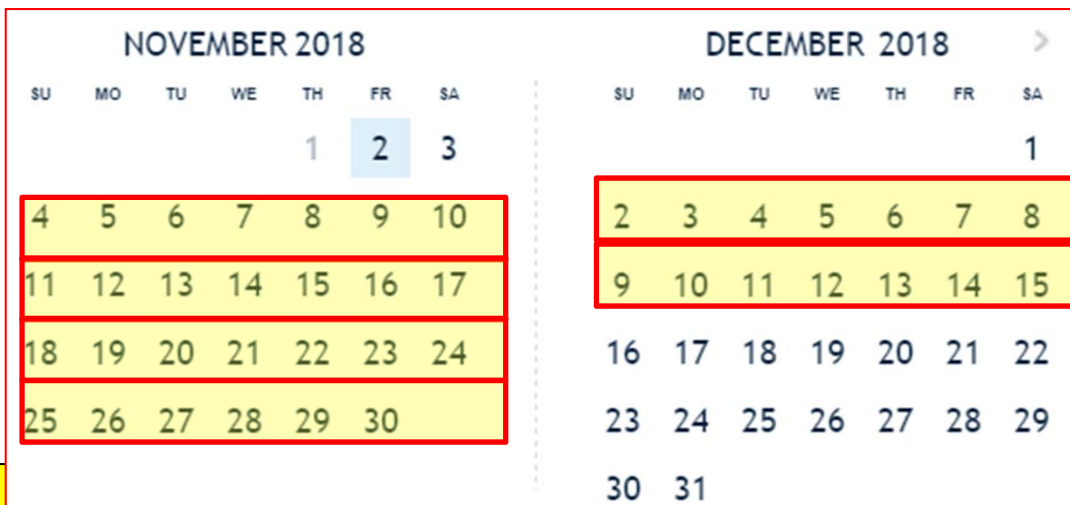 NOVEMBER 2018
SU MO TU WE TH FR SA
1 2 3
4 5 6 7 8 9 10
11 12 13 14 15 16 17
18 19 20 21 22 23 24
25 26 27 28 29 30
DECEMBER 2018 >
SU MO TU WE TH FR SA
1
2 3 4 5 6 7 8
9 10 11 12 13 14 15
16 17 18 19 20 21 22
23 24 25 26 27 28 29
30 31